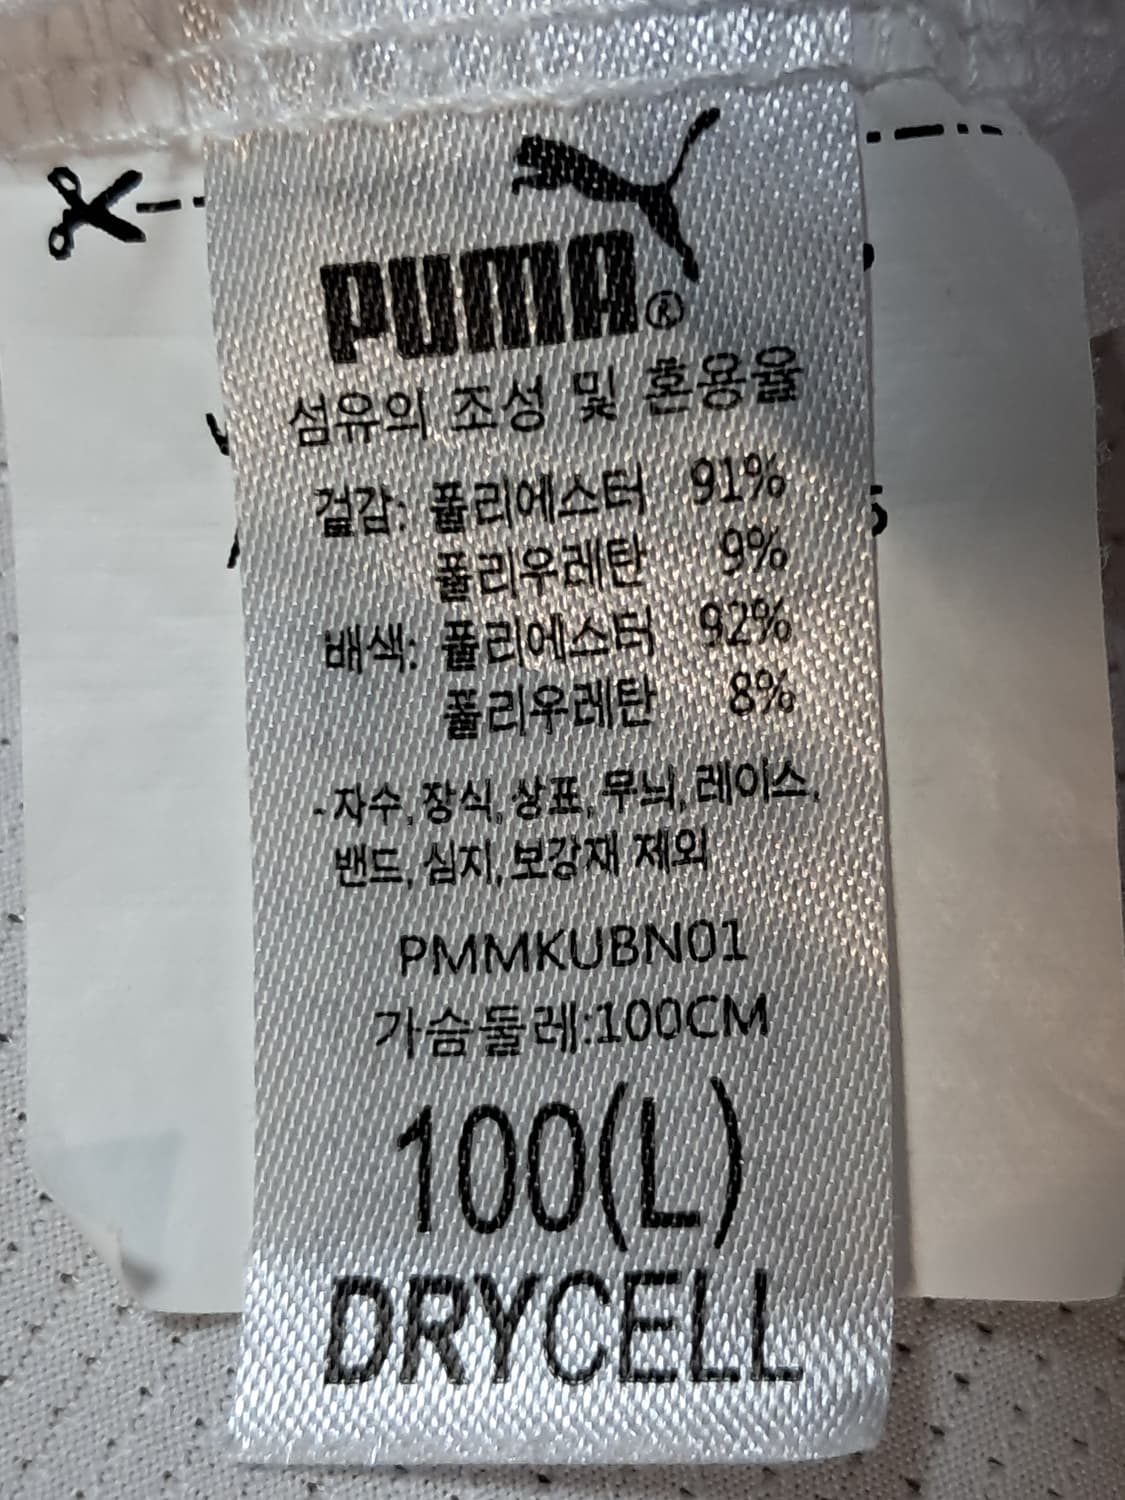 PUMA®
섬유의 조성 및 혼용율
겉감: 폴리에스터 91%
폴리우레탄 9%
배색: 폴리에스터 92%
폴리우레탄 8%
-자수, 장식, 상표, 무늬, 레이스,
밴드, 심지, 보강재 제외
PMMKUBN01
가슴둘레:100CM
100(L)
DRYCELL